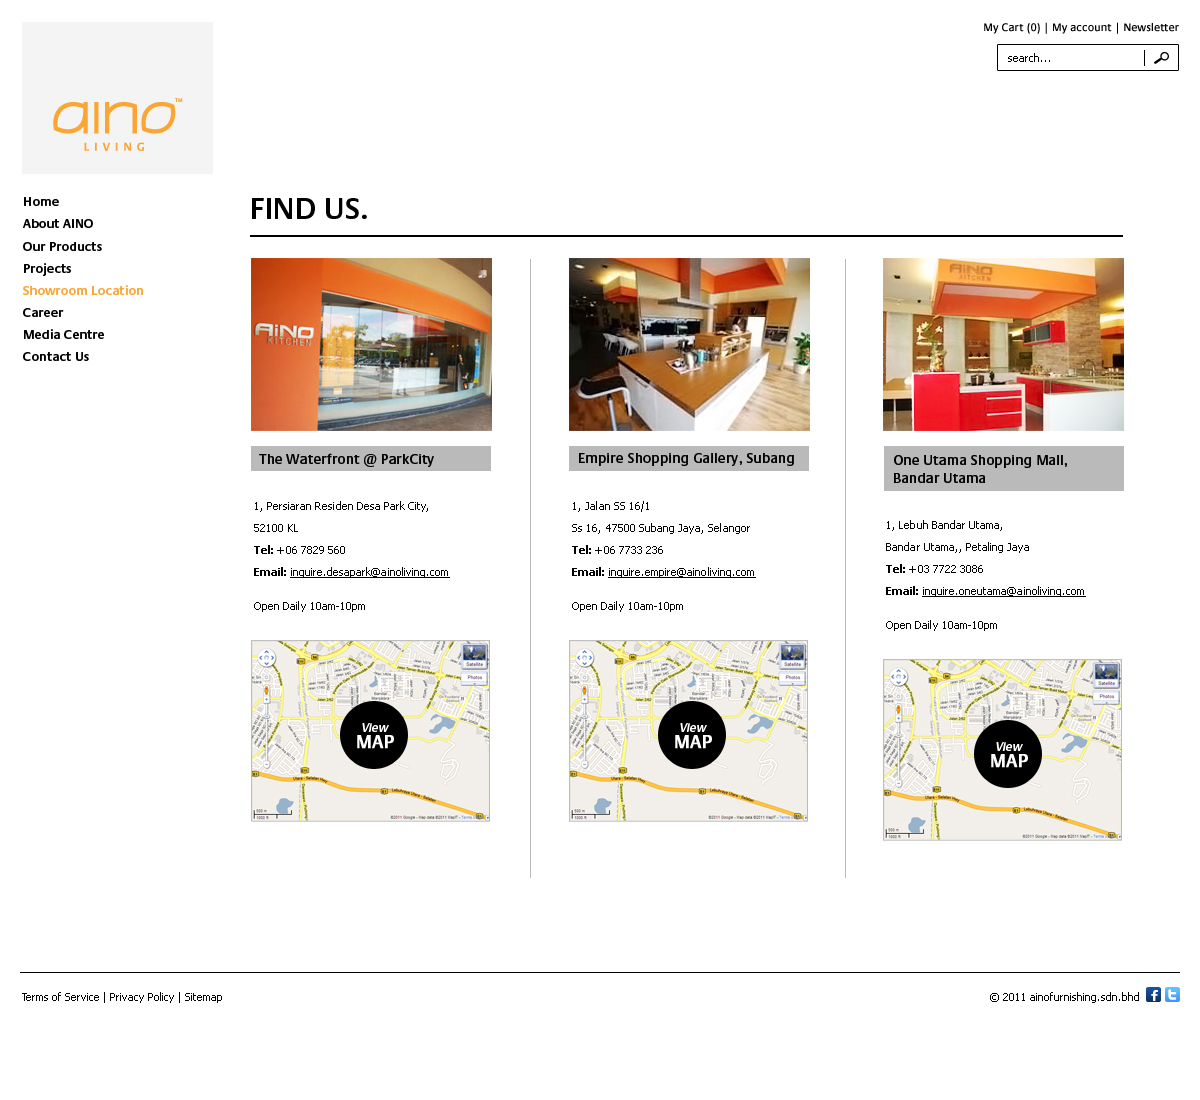 My Cart (0) | My account | Newsletter
search...
aino™
LIVING
Home
About AINO
Our Products
Projects
Showroom Location
Career
Media Centre
Contact Us
FIND US.
AiNO
KITCHEN
AiNO
KITCHEN
The Waterfront @ ParkCity
1, Persiaran Residen Desa Park City,
52100 KL
Tel: +06 7829 560
Email: inquire.desapark@ainoliving.com
Open Daily 10am-10pm
Satellite
Photos
View
MAP
Empire Shopping Gallery, Subang
1, Jalan SS 16/1
Ss 16, 47500 Subang Jaya, Selangor
Tel: +06 7733 236
Email: inquire.empire@ainoliving.com
Open Daily 10am-10pm
Satellite
Photos
View
MAP
One Utama Shopping Mall,
Bandar Utama
1, Lebuh Bandar Utama,
Bandar Utama,, Petaling Jaya
Tel: +03 7722 3086
Email: inquire.oneutama@ainoliving.com
Open Daily 10am-10pm
Satellite
Photos
View
MAP
Terms of Service | Privacy Policy | Sitemap
© 2011 ainofurnishing.sdn.bhd